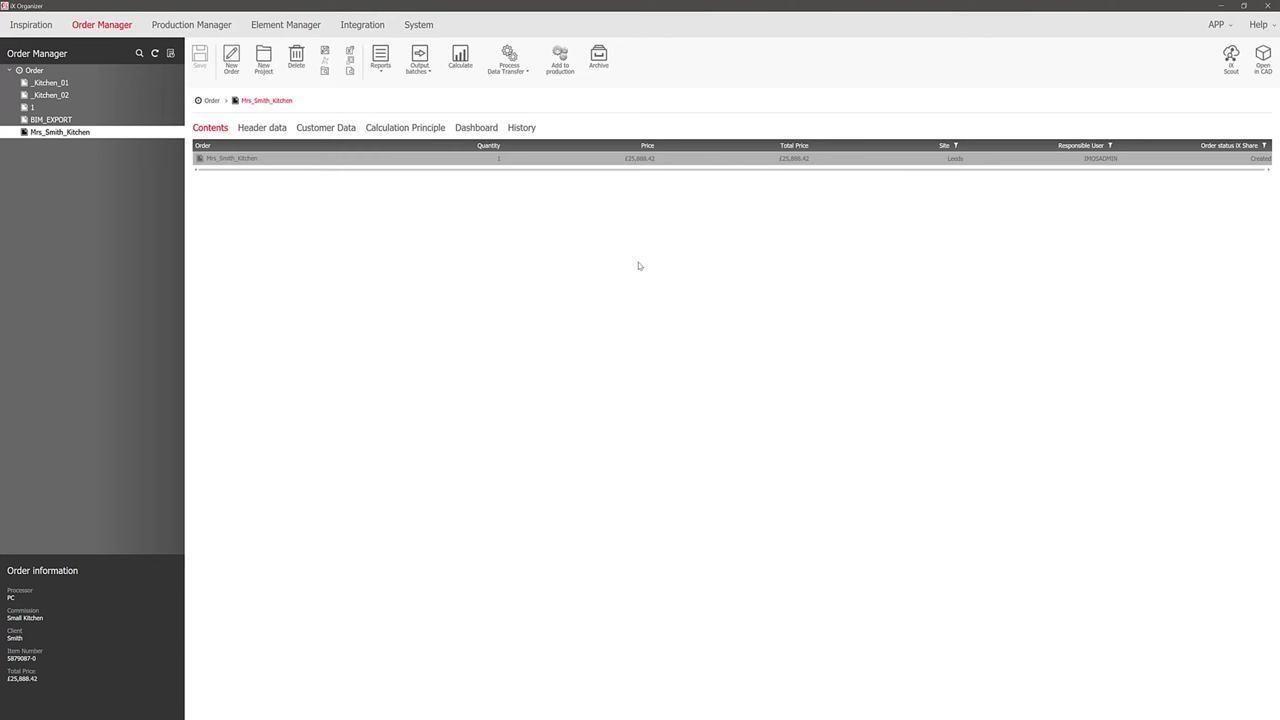 iX Organizer
Inspiration Order Manager Production Manager Element Manager Integration System APP Help
Order Manager
Save New Order New Project Delete Reports Output batches Calculate Process Data Transfer Add to production Archive iX Scout Open in CAD
Order
_Kitchen_01
_Kitchen_02
1
BIM_EXPORT
Mrs_Smith_Kitchen
Order > Mrs_Smith_Kitchen
Contents Header data Customer Data Calculation Principle Dashboard History
Order Quantity Price Total Price Site Responsible User Order status iX Share
Mrs_Smith_Kitchen 1 £25,888.42 £25,888.42 Leeds IMOSADMIN Created
Order information
Processor
PC
Commission
Small Kitchen
Client
Smith
Item Number
5879087-0
Total Price
£25,888.42